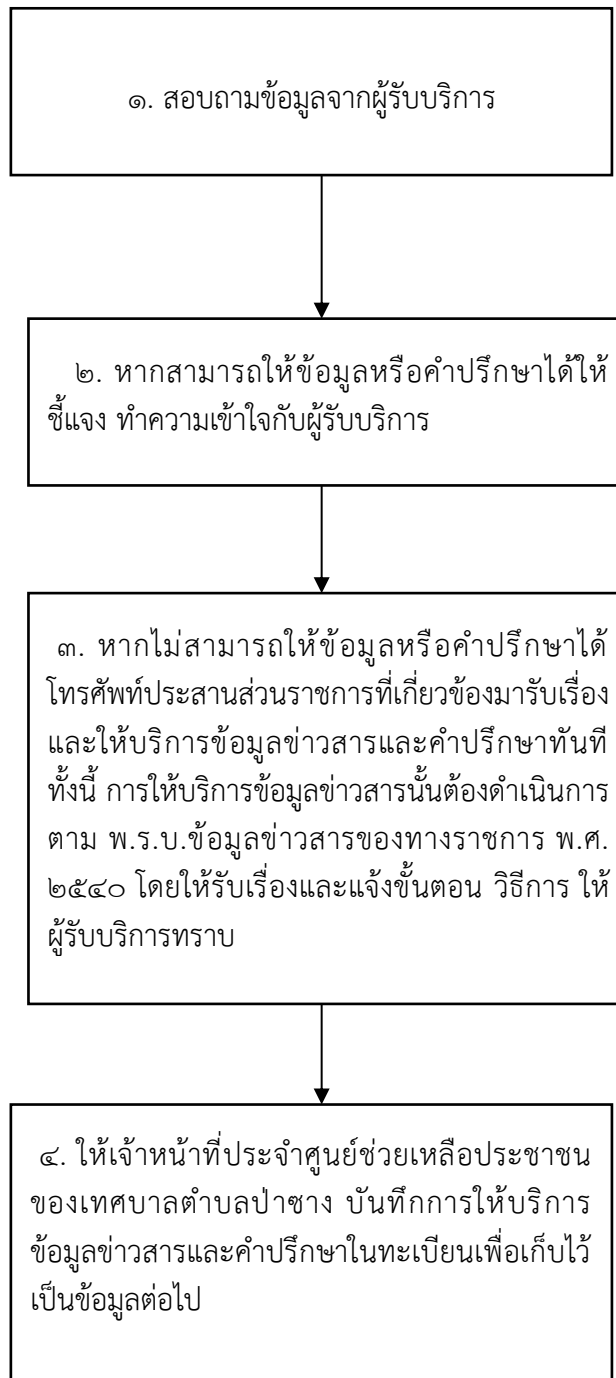 ๑. สอบถามข้อมูลจากผู้รับบริการ
๒. หากสามารถให้ข้อมูลหรือคำปรึกษาได้ให้
ชี้แจง ทำความเข้าใจกับผู้รับบริการ
๓. หากไม่สามารถให้ข้อมูลหรือคำปรึกษาได้
โทรศัพท์ประสานส่วนราชการที่เกี่ยวข้องมารับเรื่อง
และให้บริการข้อมูลข่าวสารและคำปรึกษาทันที
ทั้งนี้ การให้บริการข้อมูลข่าวสารนั้นต้องดำเนินการ
ตาม พ.ร.บ.ข้อมูลข่าวสารของทางราชการ พ.ศ.
๒๕๔๐ โดยให้รับเรื่องและแจ้งขั้นตอน วิธีการ ให้
ผู้รับบริการทราบ
๔. ให้เจ้าหน้าที่ประจำศูนย์ช่วยเหลือประชาชน
ของเทศบาลตำบลป่าซาง บันทึกการให้บริการ
ข้อมูลข่าวสารและคำปรึกษาในทะเบียนเพื่อเก็บไว้
เป็นข้อมูลต่อไป